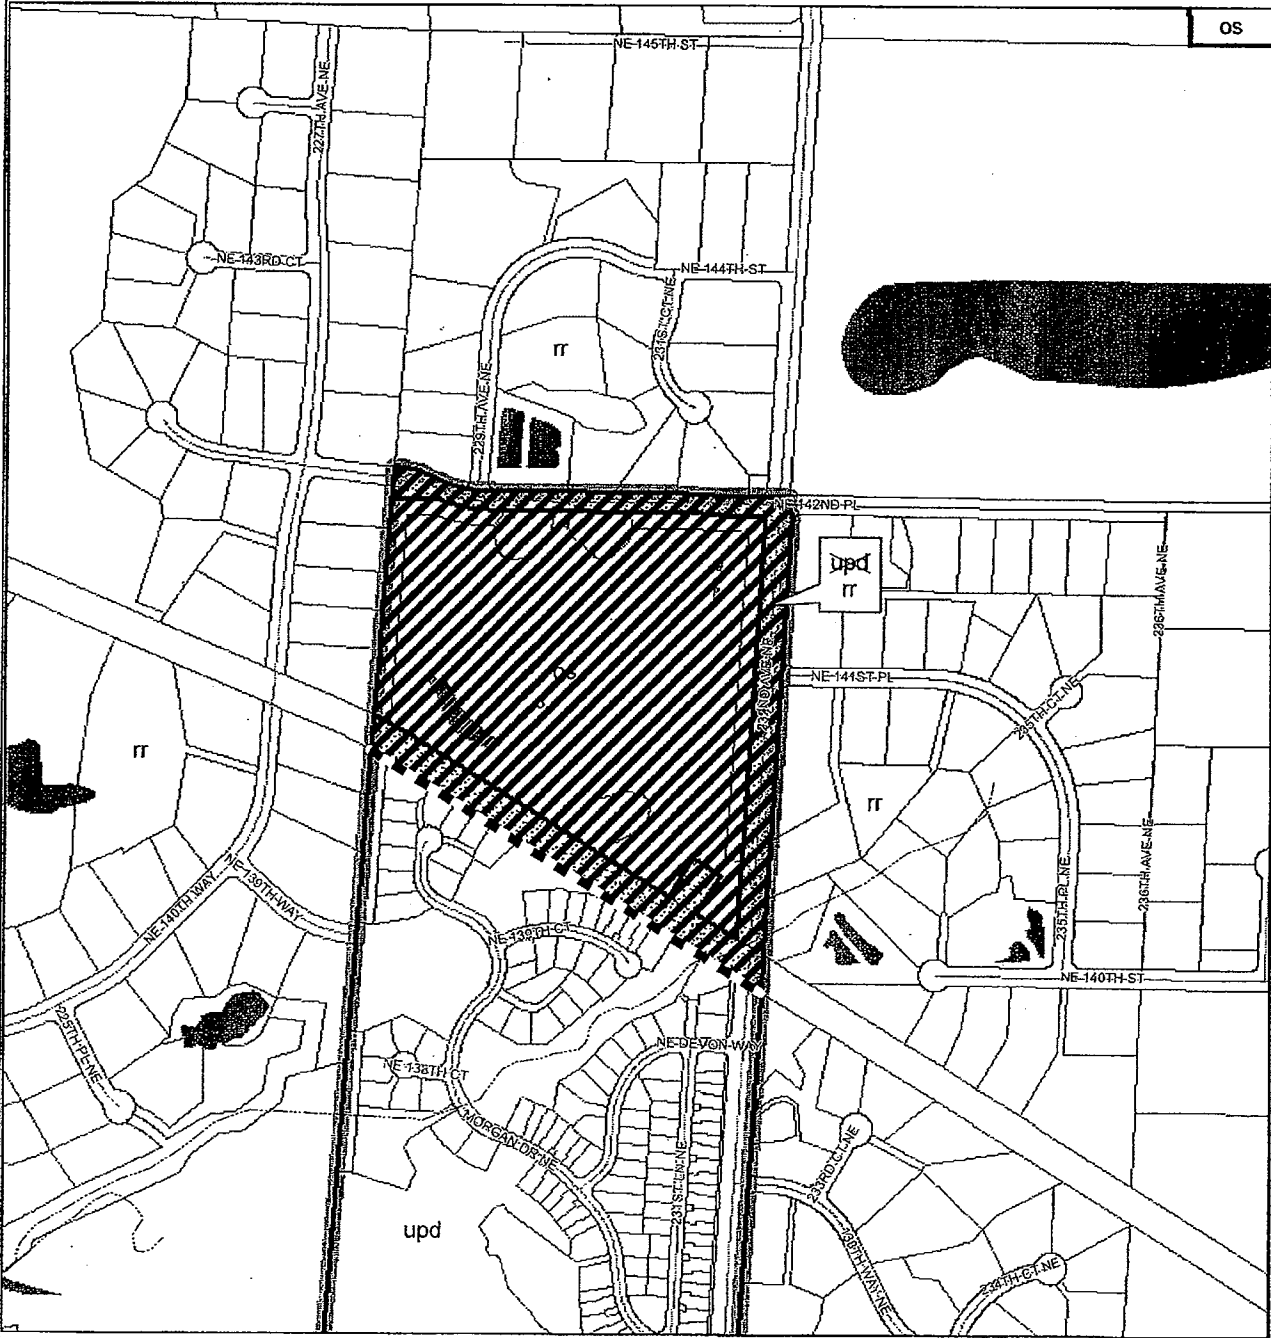 OS
NE 145TH ST
227TH AVE NE
NE 143RD CT
NE 144TH ST
231ST CT NE
rr
229TH AVE NE
NE 142ND PL
upd
rr
236TH AVE NE
os
232ND AVE NE
NE 141ST PL
235TH CT NE
rr
rr
236TH AVE NE
NE 139TH WAY
NE 140TH WAY
235TH PL NE
NE 139TH CT
NE 140TH ST
225TH PL NE
NE DEVON WAY
NE 138TH CT
MORGAN DR NE
233RD CT NE
231ST LN NE
upd
NE
234TH CT NE